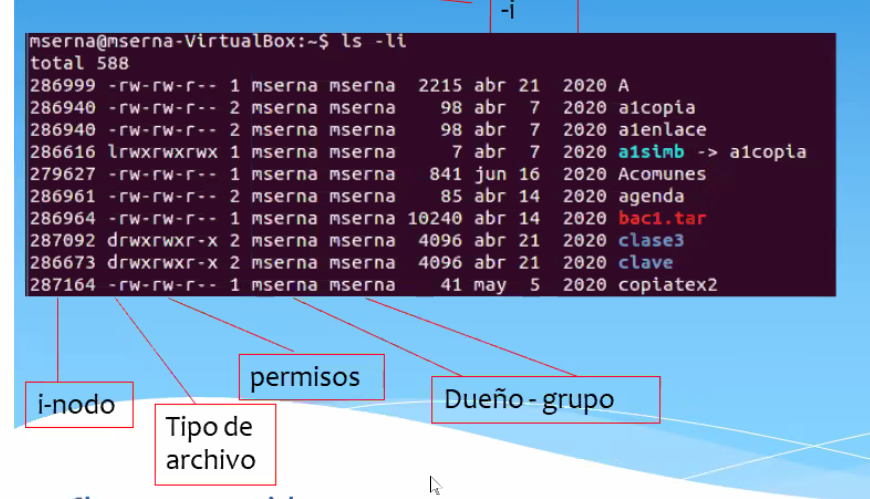 -i
mserna@mserna-VirtualBox:~$ ls -li
total 588
286999 -rw-rw-r-- 1 mserna mserna 2215 abr 21 2020 A
286940 -rw-rw-r-- 2 mserna mserna 98 abr 7 2020 a1copia
286940 -rw-rw-r-- 2 mserna mserna 98 abr 7 2020 a1enlace
286616 lrwxrwxrwx 1 mserna mserna 7 abr 7 2020 a1simb -> a1copia
279627 -rw-rw-r-- 1 mserna mserna 841 jun 16 2020 Acomunes
286961 -rw-rw-r-- 2 mserna mserna 85 abr 14 2020 agenda
286964 -rw-rw-r-- 1 mserna mserna 10240 abr 14 2020 bac1.tar
287092 drwxrwxr-x 2 mserna mserna 4096 abr 21 2020 clase3
286673 drwxrwxr-x 2 mserna mserna 4096 abr 21 2020 clave
287164 -rw-rw-r-- 1 mserna mserna 41 may 5 2020 copiatex2
permisos
i-nodo
Dueño - grupo
Tipo de
archivo